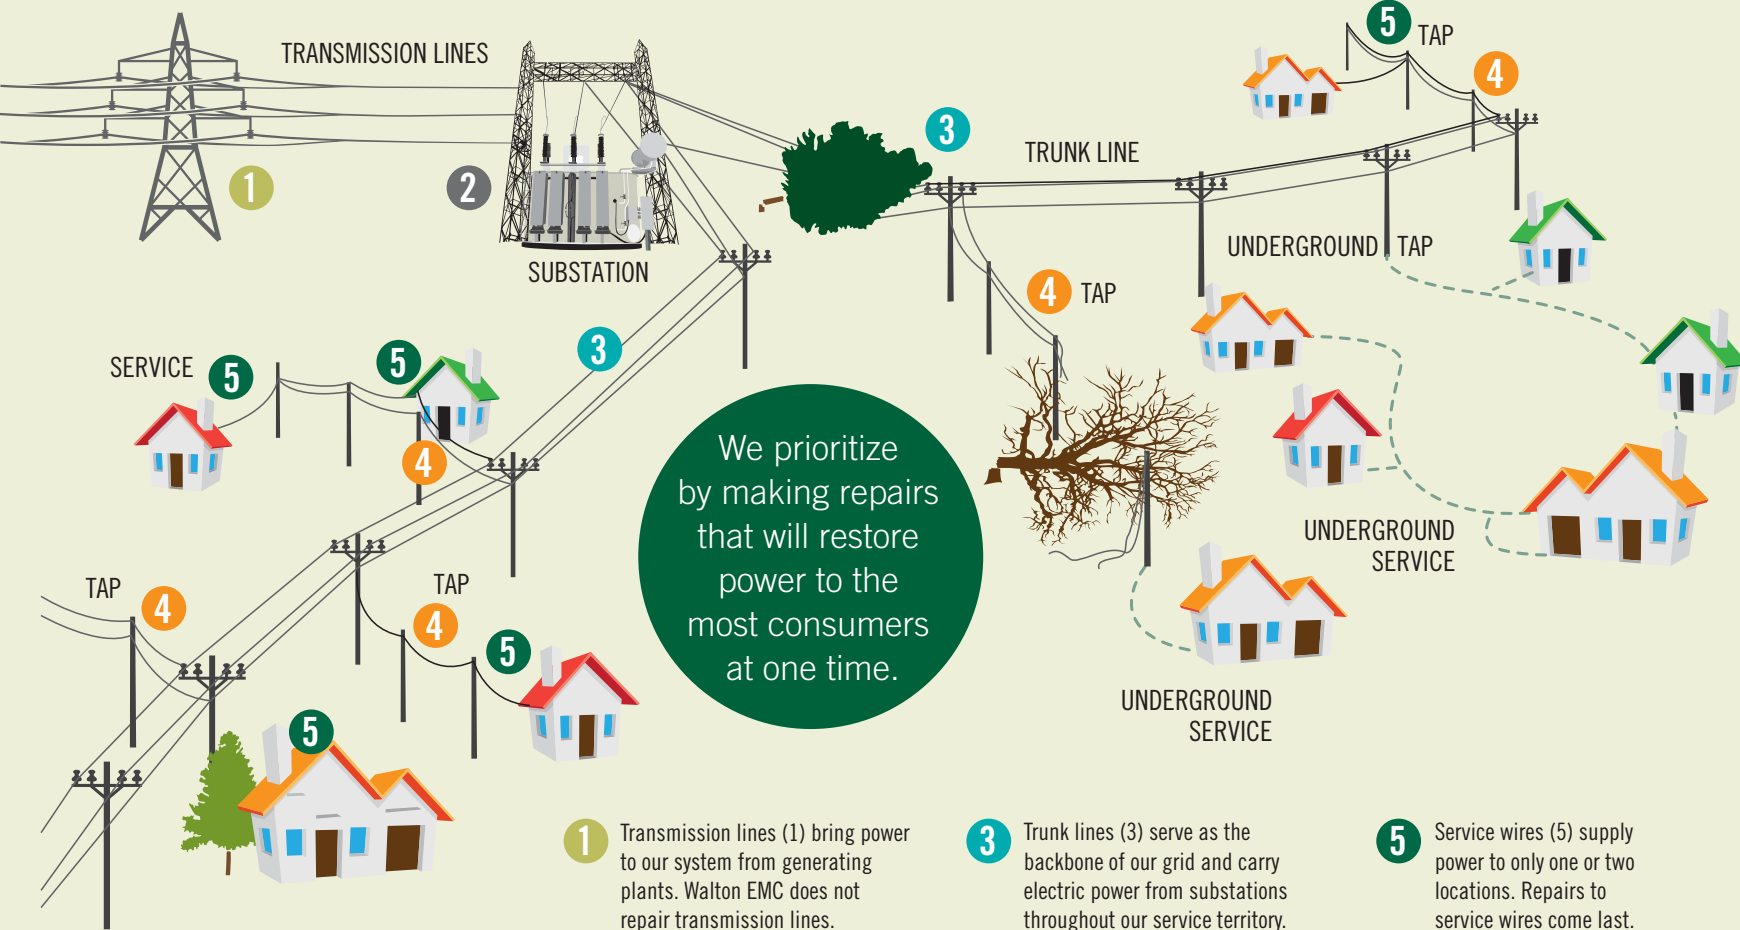 TRANSMISSION LINES
1
2
SUBSTATION
3
TRUNK LINE
5
TAP
4
UNDERGROUND TAP
4 TAP
3
SERVICE
5
5
4
TAP
4
TAP
4
5
5
We prioritize
by making repairs
that will restore
power to the
most consumers
at one time.
UNDERGROUND
SERVICE
UNDERGROUND
SERVICE
1
Transmission lines (1) bring power
to our system from generating
plants. Walton EMC does not
repair transmission lines.
3
Trunk lines (3) serve as the
backbone of our grid and carry
electric power from substations
throughout our service territory.
5
Service wires (5) supply
power to only one or two
locations. Repairs to
service wires come last.